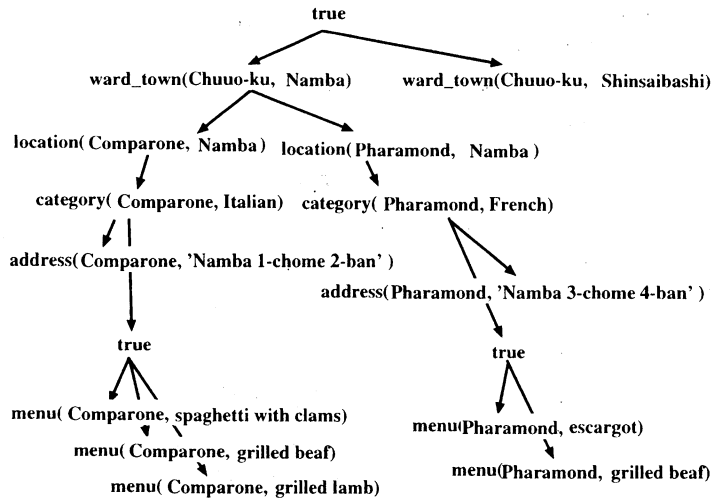 true
ward_town(Chuuo-ku, Namba) ward_town(Chuuo-ku, Shinsaibashi)
location(Comparone, Namba) location(Pharamond, Namba)
category(Comparone, Italian) category(Pharamond, French)
address(Comparone, 'Namba 1-chome 2-ban')
address(Pharamond, 'Namba 3-chome 4-ban')
true
true
menu(Comparone, spaghetti with clams)
menu(Pharamond, escargot)
menu(Comparone, grilled beaf)
menu(Pharamond, grilled beaf)
menu(Comparone, grilled lamb)